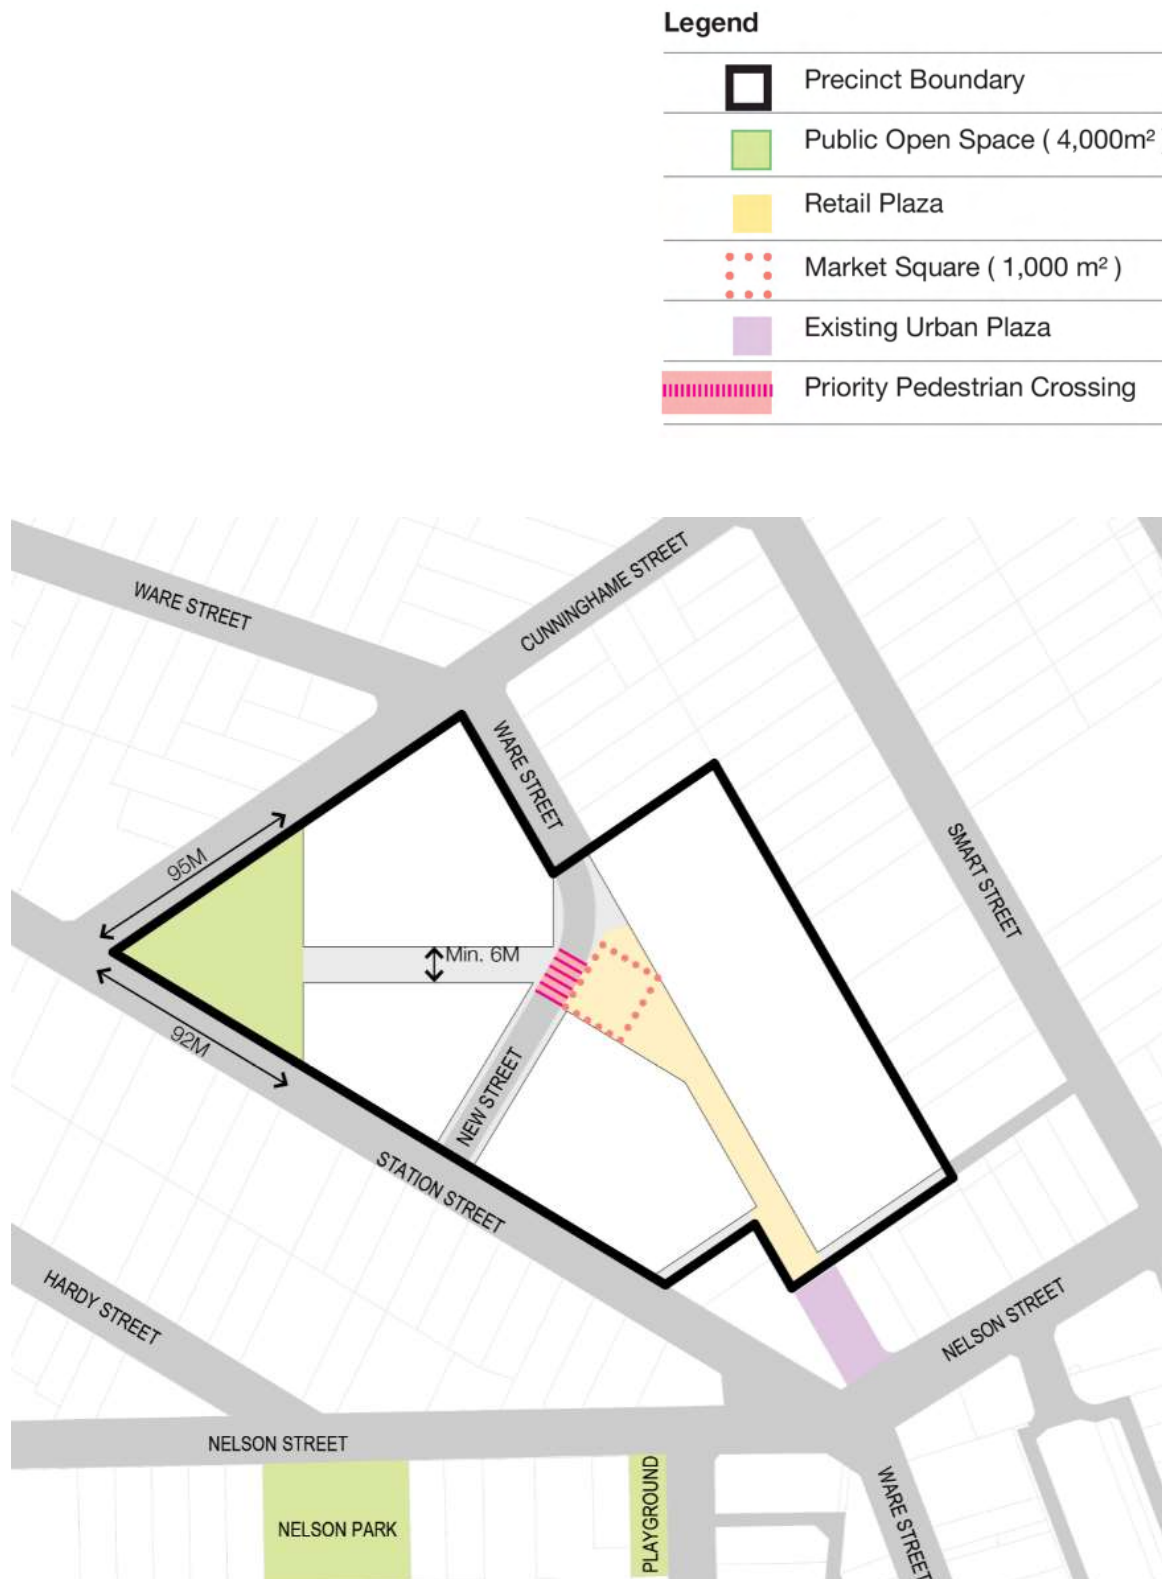 Legend
Precinct Boundary
Public Open Space ( 4,000m²
Retail Plaza
Market Square ( 1,000 m² )
Existing Urban Plaza
Priority Pedestrian Crossing
CUNNINGHAME STREET
WARE STREET
WARE STREET
SMART STREET
95M
Min. 6M
92M
NEW STREET
STATION STREET
HARDY STREET
NELSON STREET
NELSON STREET
NELSON PARK
PLAYGROUND
WARE STREET